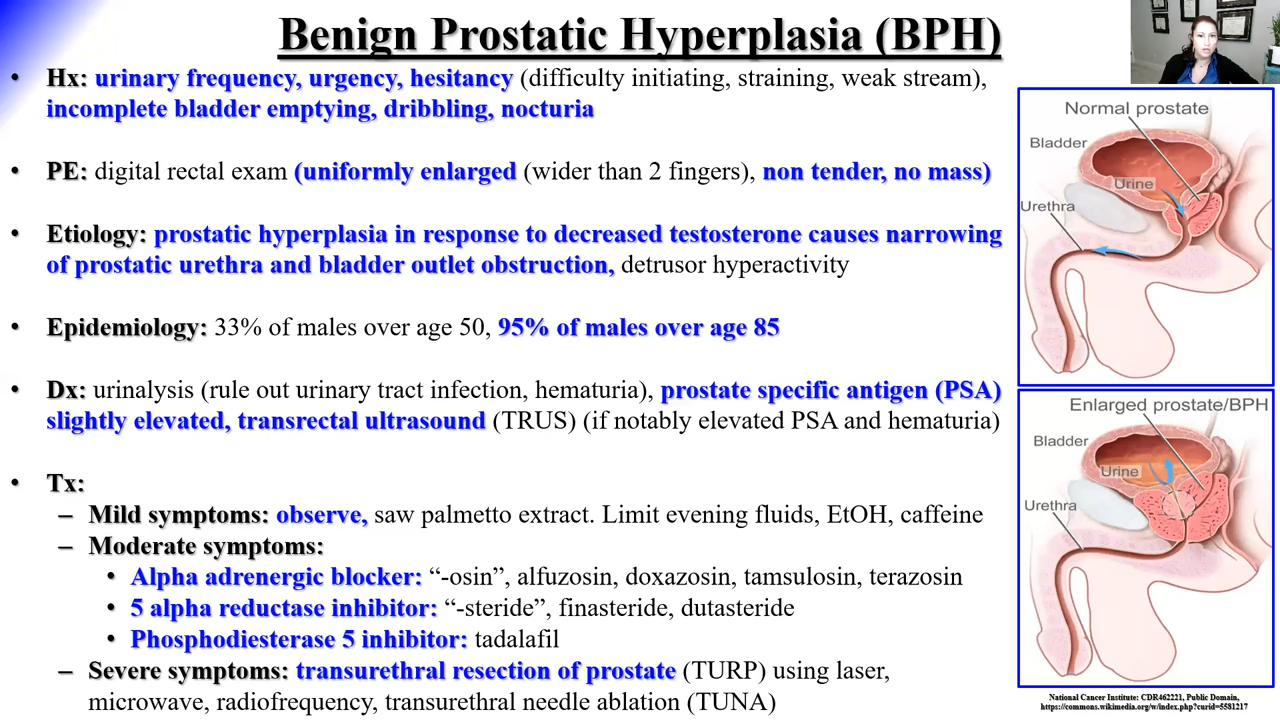 Benign Prostatic Hyperplasia (BPH)
• Hx: urinary frequency, urgency, hesitancy (difficulty initiating, straining, weak stream),
incomplete bladder emptying, dribbling, nocturia
• PE: digital rectal exam (uniformly enlarged (wider than 2 fingers), non tender, no mass)
• Etiology: prostatic hyperplasia in response to decreased testosterone causes narrowing
of prostatic urethra and bladder outlet obstruction, detrusor hyperactivity
• Epidemiology: 33% of males over age 50, 95% of males over age 85
• Dx: urinalysis (rule out urinary tract infection, hematuria), prostate specific antigen (PSA)
slightly elevated, transrectal ultrasound (TRUS) (if notably elevated PSA and hematuria)
• Tx:
– Mild symptoms: observe, saw palmetto extract. Limit evening fluids, EtOH, caffeine
– Moderate symptoms:
• Alpha adrenergic blocker: “-osin”, alfuzosin, doxazosin, tamsulosin, terazosin
• 5 alpha reductase inhibitor: “-steride”, finasteride, dutasteride
• Phosphodiesterase 5 inhibitor: tadalafil
– Severe symptoms: transurethral resection of prostate (TURP) using laser,
microwave, radiofrequency, transurethral needle ablation (TUNA)
Normal prostate
Bladder
Urine
Urethra
Enlarged prostate/BPH
Bladder
Urine
Urethra
National Cancer Institute: CDR462221, Public Domain,
https://commons.wikimedia.org/w/index.php?curid=5581217